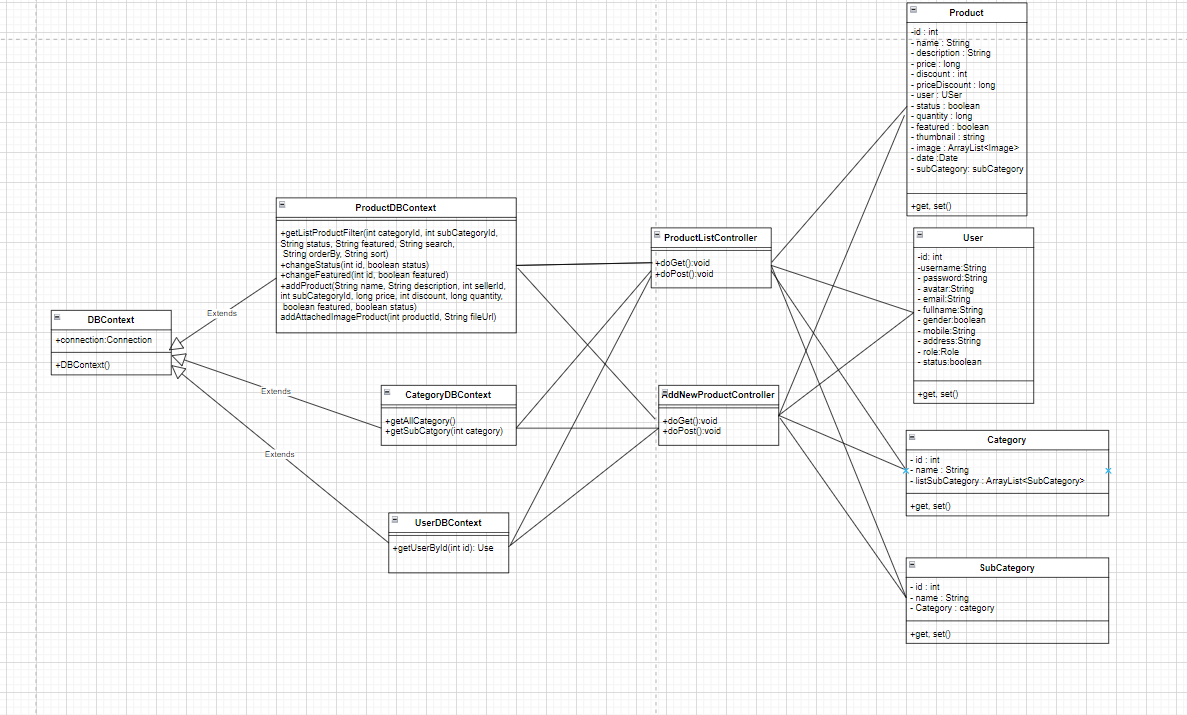 Product
-id : int
- name : String
- description : String
- price : long
- discount : int
- priceDiscount : long
- user : USer
- status : boolean
- quantity : long
- featured : boolean
- thumbnail : string
- image : ArrayList<Image>
- date :Date
- subCategory: subCategory
+get, set()
ProductDBContext
+getListProductFilter(int categoryId, int subCategoryId,
String status, String featured, String search,
String orderBy, String sort)
+changeStatus(int id, boolean status)
+changeFeatured(int id, boolean featured)
+addProduct(String name, String description, int sellerId,
int subCategoryId, long price, int discount, long quantity,
boolean featured, boolean status)
addAttachedImageProduct(int productId, String fileUrl)
ProductListController
+doGet():void
+doPost():void
User
-id: int
-username:String
- password:String
- avatar:String
- email:String
- fullname:String
- gender:boolean
- mobile:String
- address:String
- role:Role
- status:boolean
+get, set()
DBContext
+connection:Connection
+DBContext()
Extends
Extends
Extends
CategoryDBContext
+getAllCategory()
+getSubCatgory(int category)
AddNewProductController
+doGet():void
+doPost():void
Category
- id : int
- name : String
- listSubCategory : ArrayList<SubCategory>
+get, set()
UserDBContext
+getUserById(int id): Use
SubCategory
- id : int
- name : String
- Category : category
+get, set()